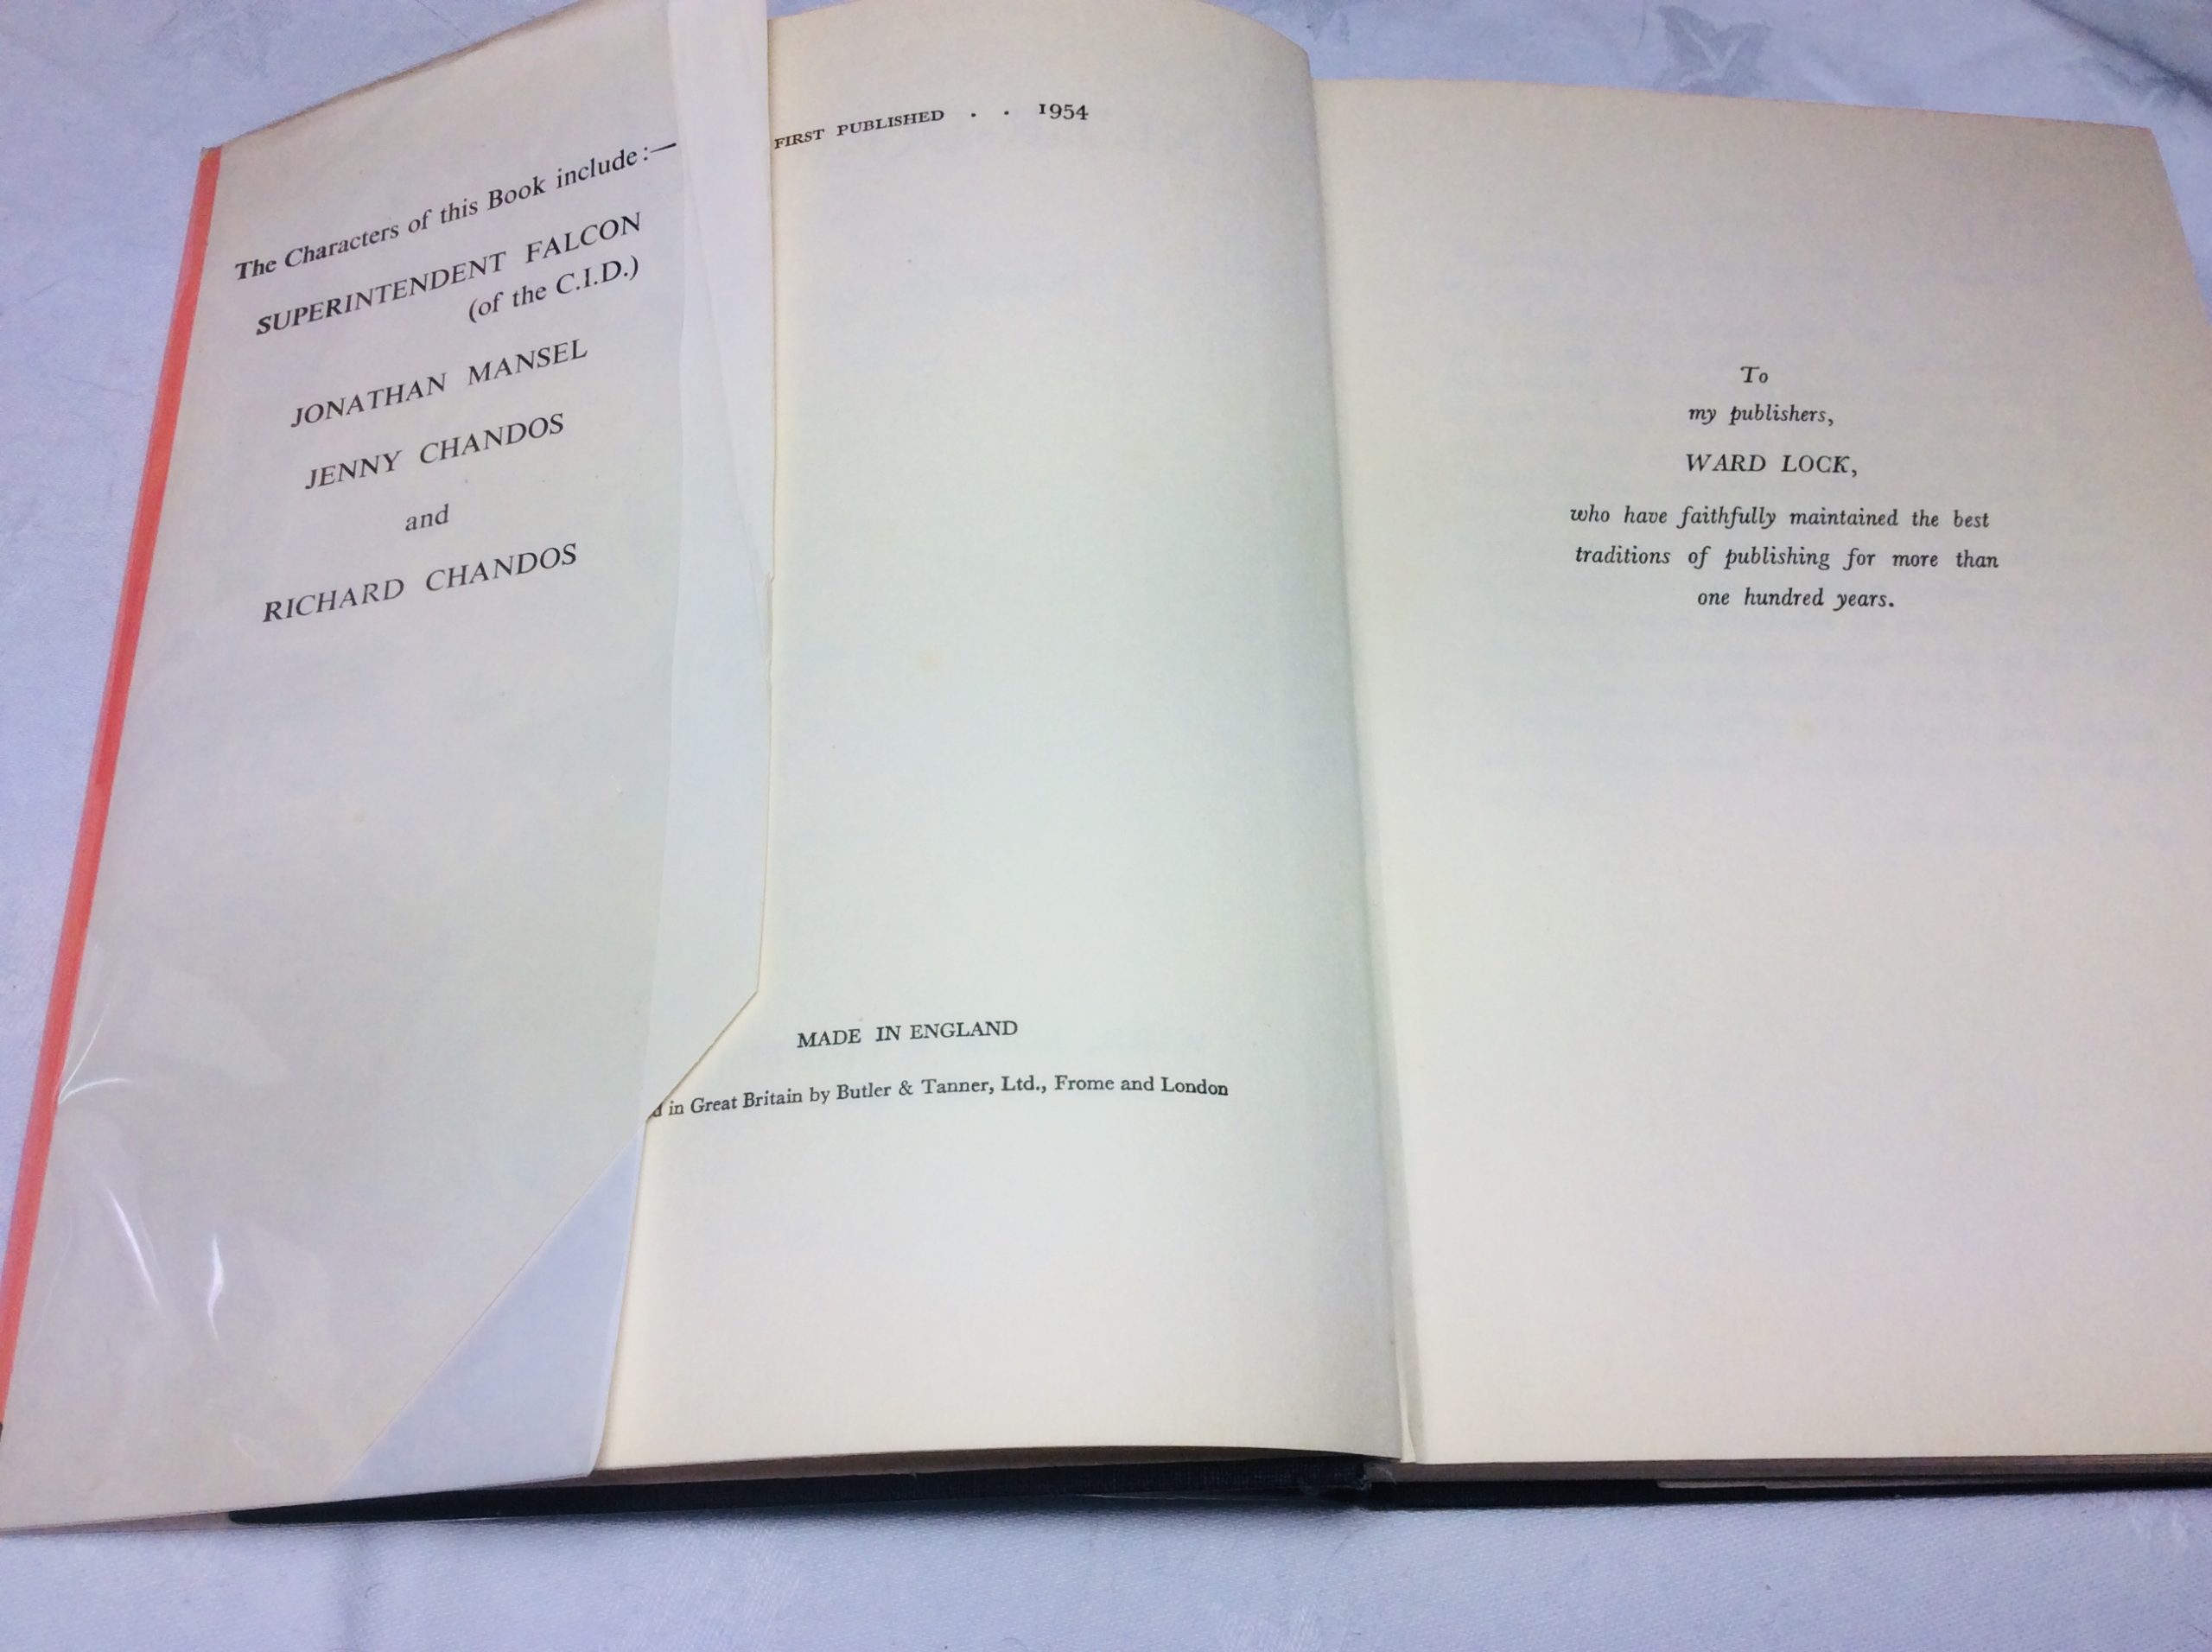 The Characters of this Book include:—
SUPERINTENDENT FALCON
(of the C.I.D.)
JONATHAN MANSEL
JENNY CHANDOS
and
RICHARD CHANDOS
FIRST PUBLISHED . . 1954
MADE IN ENGLAND
in Great Britain by Butler & Tanner, Ltd., Frome and London
To
my publishers,
WARD LOCK,
who have faithfully maintained the best
traditions of publishing for more than
one hundred years.